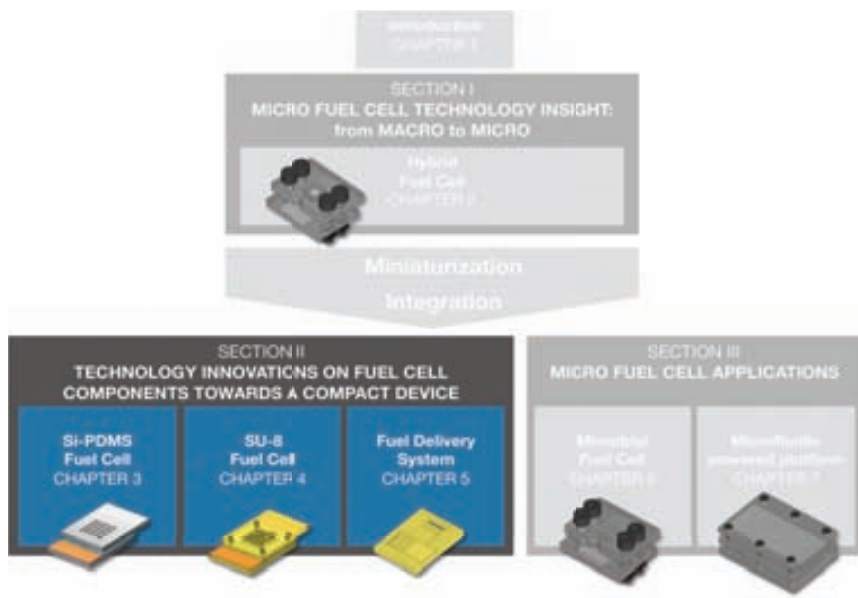 Introduction
CHAPTER 1
SECTION I
MICRO FUEL CELL TECHNOLOGY INSIGHT:
from MACRO to MICRO
Hybrid
Fuel Cell
CHAPTER 2
Miniaturization
Integration
SECTION II
TECHNOLOGY INNOVATIONS ON FUEL CELL
COMPONENTS TOWARDS A COMPACT DEVICE
Si-PDMS
Fuel Cell
CHAPTER 3
SU-8
Fuel Cell
CHAPTER 4
Fuel Delivery
System
CHAPTER 5
SECTION III
MICRO FUEL CELL APPLICATIONS
Microbial
Fuel Cell
CHAPTER 6
Microfluidic
powered platform
CHAPTER 7